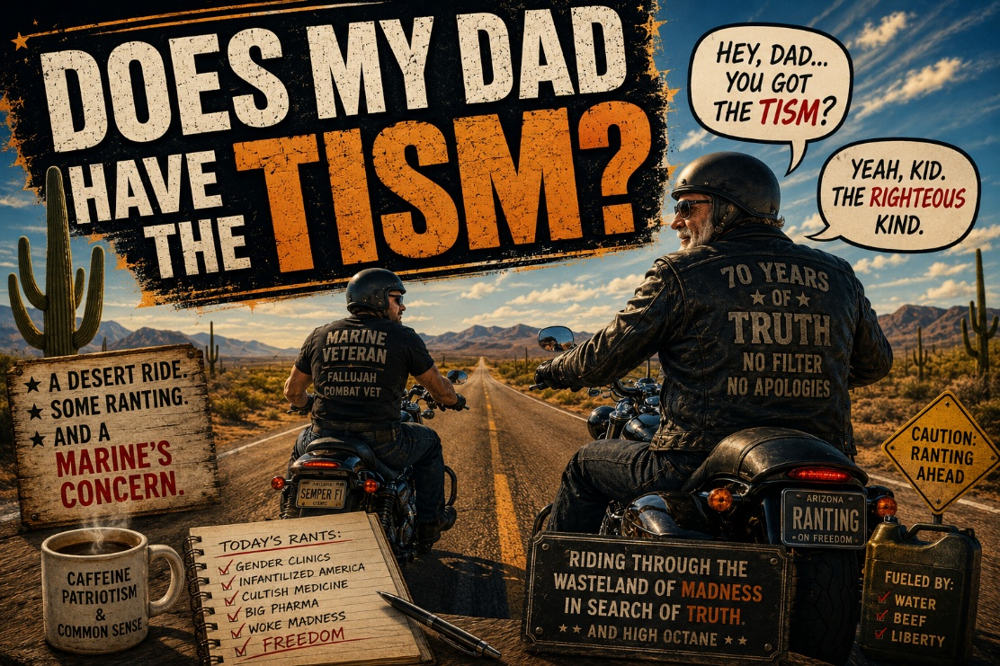 DOES MY DAD
HAVE
THE
TISM?
HEY, DAD...
YOU GOT
THE TISM?
YEAH, KID.
THE RIGHTEOUS
KIND.
MARINE
VETERAN
FALLUJAH
COMBAT VET
70 YEARS
★ OF ★
TRUTH
NO FILTER
NO APOLOGIES
★ A DESERT RIDE.
★ SOME RANTING.
★ AND A
MARINE'S
CONCERN.
SEMPER FI
USMC
ARIZONA
RANTING
ON FREEDOM
CAUTION:
RANTING
AHEAD
CAFFEINE
PATRIOTISM
&
COMMON SENSE
TODAY'S RANTS:
✓ GENDER CLINICS
✓ INFANTILIZED AMERICA
✓ CULTISH MEDICINE
✓ BIG PHARMA
✓ WOKE MADNESS
✓ FREEDOM
RIDING THROUGH THE
WASTELAND OF MADNESS
IN SEARCH OF TRUTH.
★★ AND HIGH OCTANE ★★
FUELED BY:
✓ WATER
✓ BEEF
✓ LIBERTY